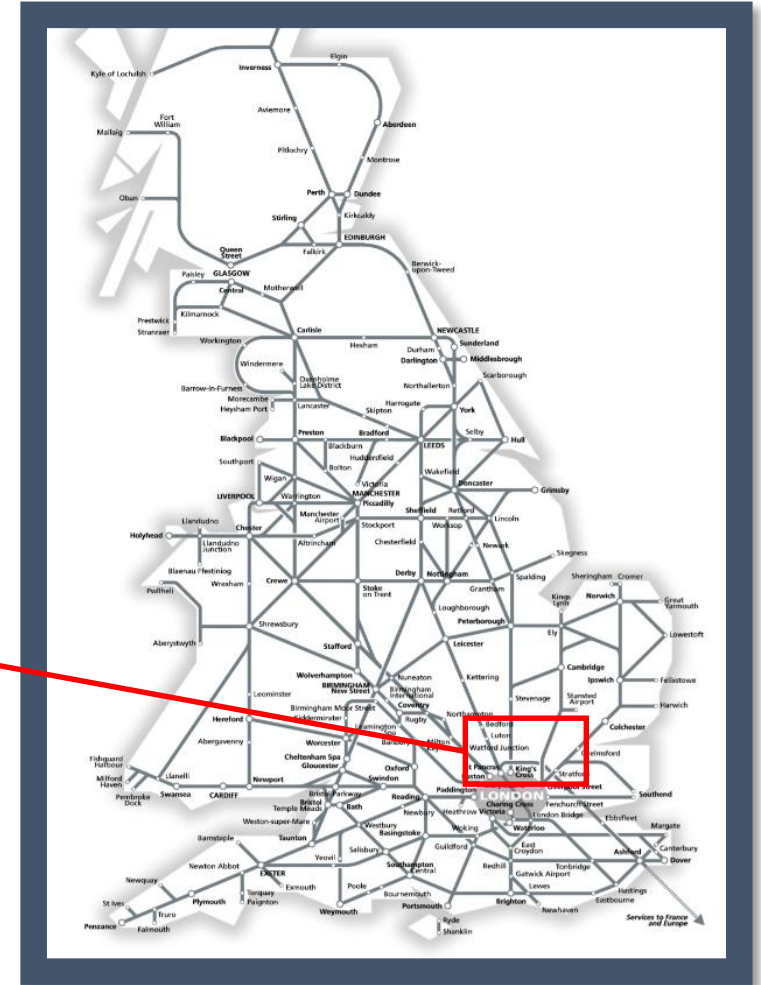 Elgin
Inverness
Kyle of Lochalsh
Aviemore
Fort
William
Aberdeen
Mallaig
Pitlochry
Montrose
Perth
Dundee
Oban
Stirling
Kirkcaldy
EDINBURGH
Queen
Street
Falkirk
Berwick-
upon-Tweed
Paisley
GLASGOW
Central
Motherwell
Kilmarnock
Prestwick
Stranraer
Carlisle
NEWCASTLE
Workington
Hexham
Durham
Sunderland
Darlington
Middlesbrough
Windermere
Scarborough
Oxenholme
Lake District
Barrow-in-Furness
Northallerton
Morecambe
Heysham Port
Lancaster
Harrogate
Skipton
York
Preston
Bradford
Selby
Blackpool
Blackburn
LEEDS
Hull
Huddersfield
Southport
Bolton
Wakefield
Wigan
Victoria
Doncaster
LIVERPOOL
Warrington
MANCHESTER
Piccadilly
Grimsby
Manchester
Airport
Sheffield
Retford
Llandudno
Stockport
Worksop
Lincoln
Holyhead
Chester
Llandudno
Junction
Altrincham
Chesterfield
Newark
Skegness
Blaenau Ffestiniog
Derby
Nottingham
Spalding
Sheringham
Cromer
Pwllheli
Wrexham
Crewe
Stoke
on Trent
Grantham
Kings
Lynn
Norwich
Great
Yarmouth
Loughborough
Peterborough
Shrewsbury
Ely
Lowestoft
Aberystwyth
Stafford
Leicester
Cambridge
Wolverhampton
Nuneaton
Kettering
Ipswich
Felixstowe
BIRMINGHAM
New Street
Birmingham
International
Leominster
Stevenage
Stansted
Airport
Harwich
Birmingham Moor Street
Coventry
Northampton
Kidderminster
Rugby
Hereford
Leamington
Spa
Bedford
Colchester
Worcester
Banbury
Milton
Keynes
Luton
Abergavenny
Watford Junction
Chelmsford
Cheltenham Spa
Gloucester
Oxford
St Pancras
Euston
King's
Cross
Stratford
Fishguard
Harbour
Llanelli
Swindon
Milford
Haven
Newport
Bristol Parkway
Reading
Paddington
LONDON
Liverpool Street
Southend
Pembroke
Dock
Swansea
CARDIFF
Bristol
Temple Meads
Bath
Newbury
Heathrow
Victoria
Charing Cross
Fenchurch Street
London Bridge
Ebbsfleet
Weston-super-Mare
Westbury
Basingstoke
Woking
Waterloo
Margate
Barnstaple
Taunton
Salisbury
Guildford
East
Croydon
Ashford
Canterbury
Dover
Newton Abbot
Yeovil
Southampton
Central
Redhill
Tonbridge
Gatwick Airport
Newquay
EXETER
Exmouth
Poole
Bournemouth
Lewes
Hastings
St Ives
Plymouth
Torquay
Paignton
Weymouth
Portsmouth
Brighton
Eastbourne
Newhaven
Truro
Penzance
Falmouth
Ryde
Shanklin
Services to France
and Europe